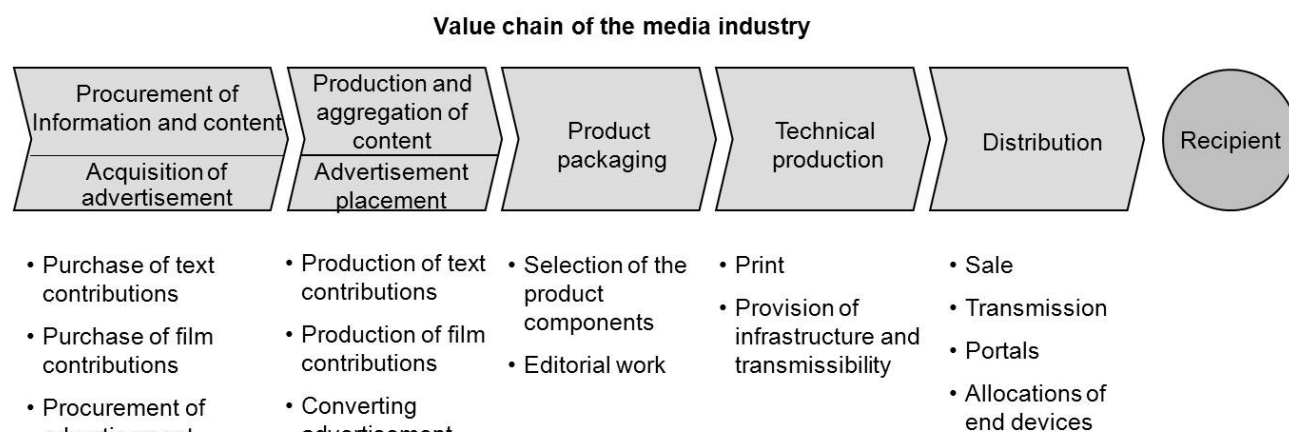 Value chain of the media industry
Procurement of
Information and content
Acquisition of
advertisement
Production and
aggregation of
content
Advertisement
placement
Product
packaging
Technical
production
Distribution
Recipient
• Purchase of text
contributions
• Purchase of film
contributions
• Procurement of
• Production of text
contributions
• Production of film
contributions
• Converting
• Selection of the
product
components
• Editorial work
• Print
• Provision of
infrastructure and
transmissibility
• Sale
• Transmission
• Portals
• Allocations of
end devices